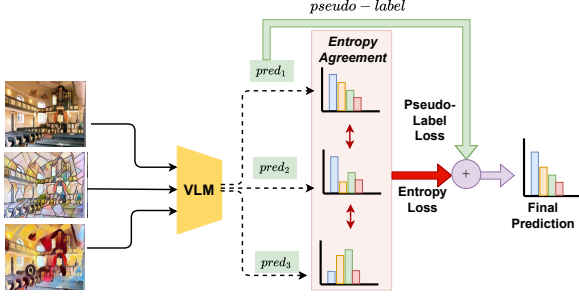 pseudo − label
Entropy
Agreement
pred1
Pseudo-
Label
Loss
pred2
VLM
+
Entropy
Loss
Final
Prediction
pred3